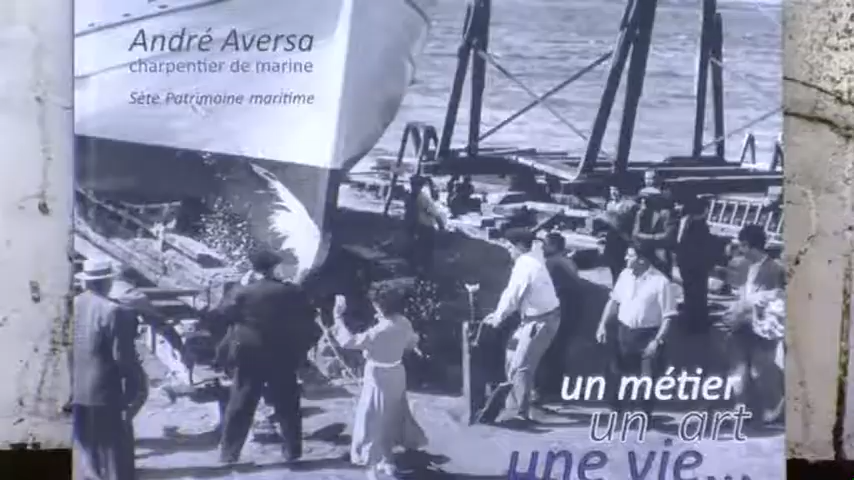 André Aversa
charpentier de marine
Sète Patrimoine maritime
un métier
un art
une vie...